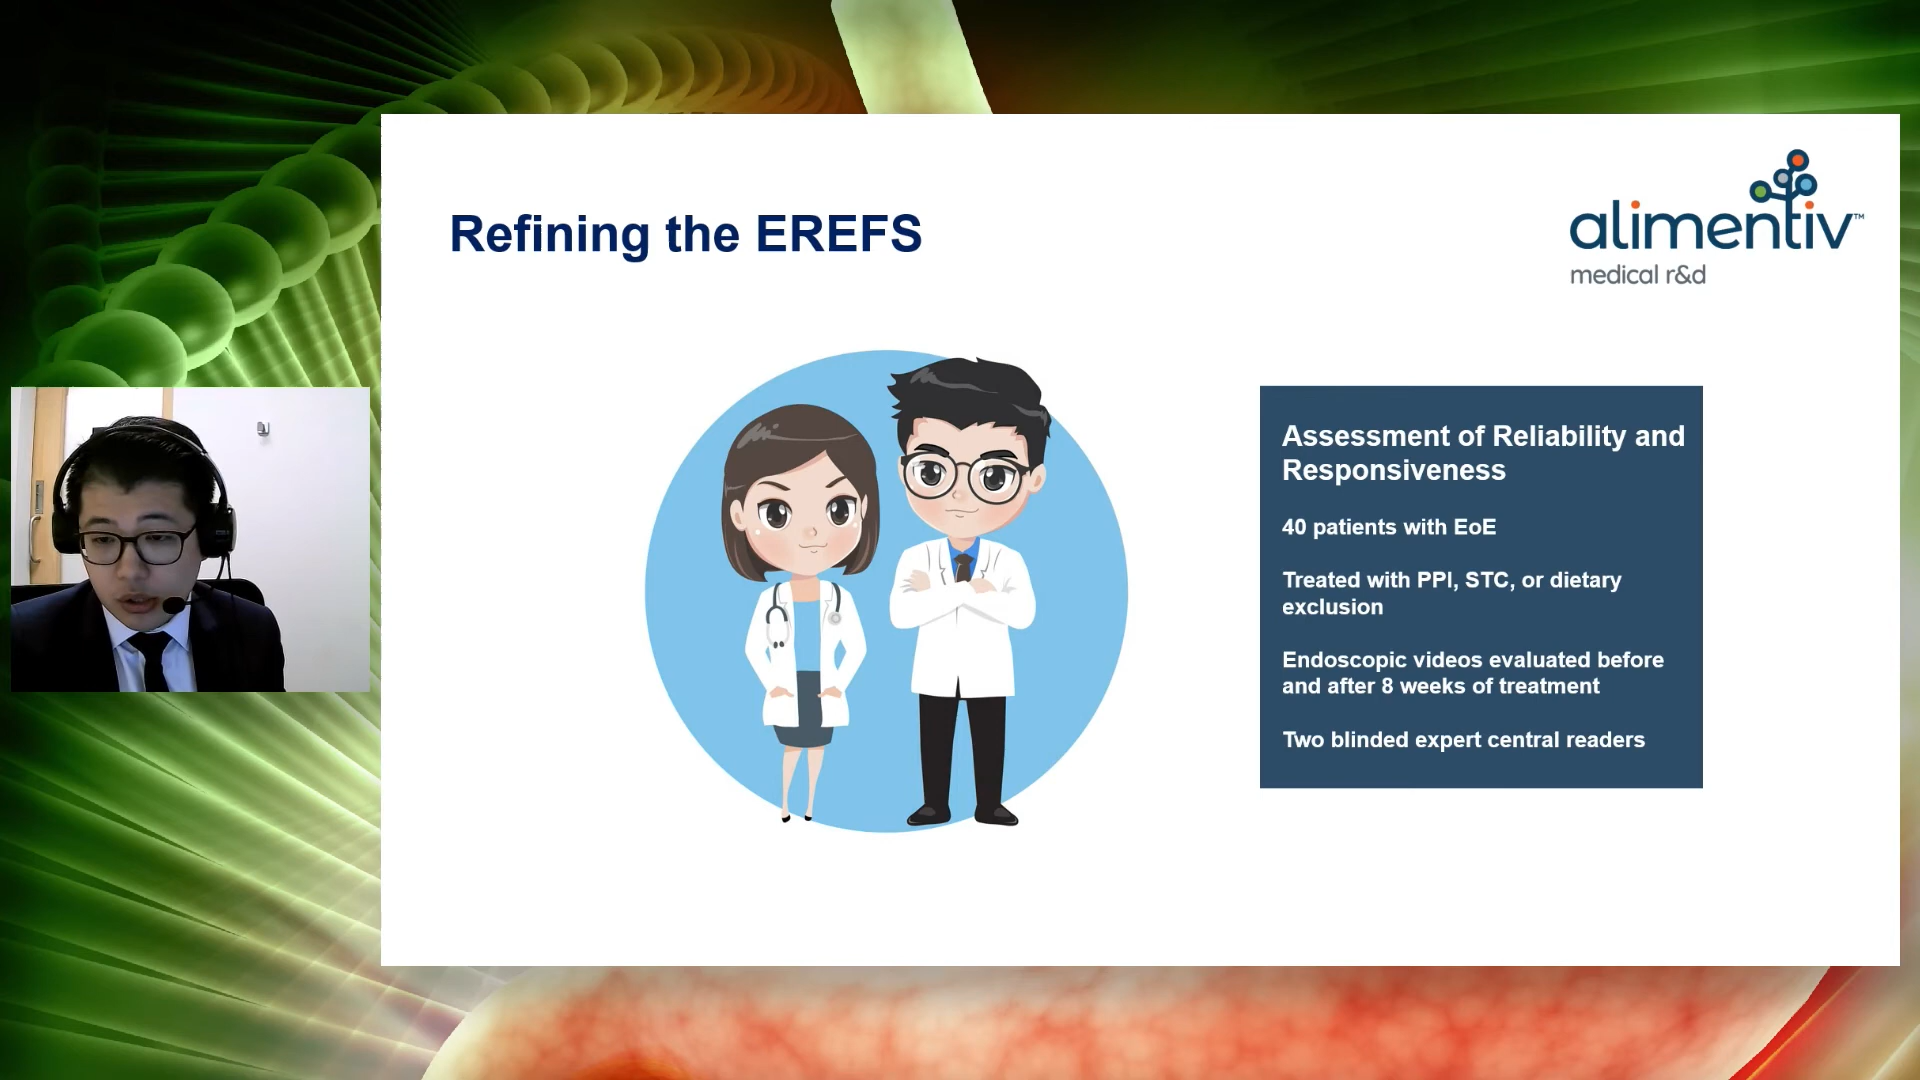 Refining the EREFS
alimentiv™
medical r&d
Assessment of Reliability and
Responsiveness
40 patients with EoE
Treated with PPI, STC, or dietary
exclusion
Endoscopic videos evaluated before
and after 8 weeks of treatment
Two blinded expert central readers